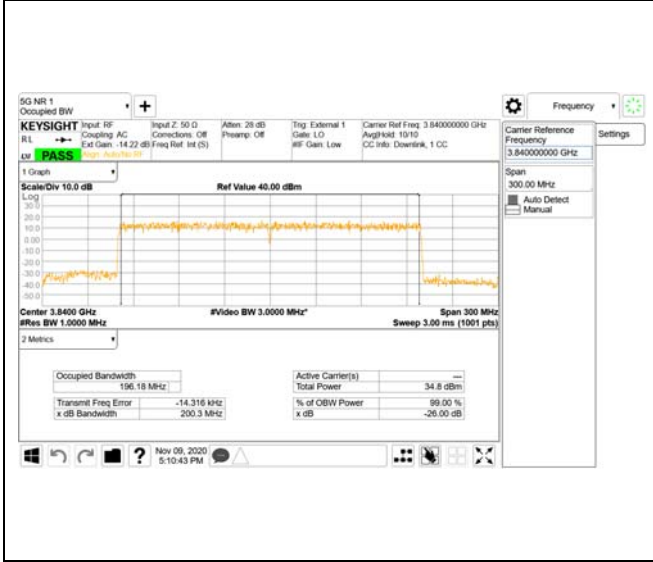 5G NR 1
Occupied BW
Frequency
KEYSIGHT Input: RF Input Z: 50 Ω Atten: 28 dB Trig: External 1 Carrier Ref Freq: 3.840000000 GHz
R L Coupling: AC Corrections: Off Preamp: Off Gate: LO Avg|Hold: 10/10
Ext Gain: -14.22 dB Freq Ref: Int (S) #IF Gain: Low CC Info: Downlink, 1 CC
PASS Align: Auto/No RF
Carrier Reference
Frequency
3.840000000 GHz
Settings
Span
300.00 MHz
Auto Detect
Manual
1 Graph
Scale/Div 10.0 dB Ref Value 40.00 dBm
Log
30.0
20.0
10.0
0.00
-10.0
-20.0
-30.0
-40.0
-50.0
Center 3.8400 GHz #Video BW 3.0000 MHz* Span 300 MHz
#Res BW 1.0000 MHz Sweep 3.00 ms (1001 pts)
2 Metrics
Occupied Bandwidth Active Carrier(s) ---
196.18 MHz Total Power 34.8 dBm
Transmit Freq Error -14.316 kHz % of OBW Power 99.00 %
x dB Bandwidth 200.3 MHz x dB -26.00 dB
? Nov 09, 2020
5:10:43 PM